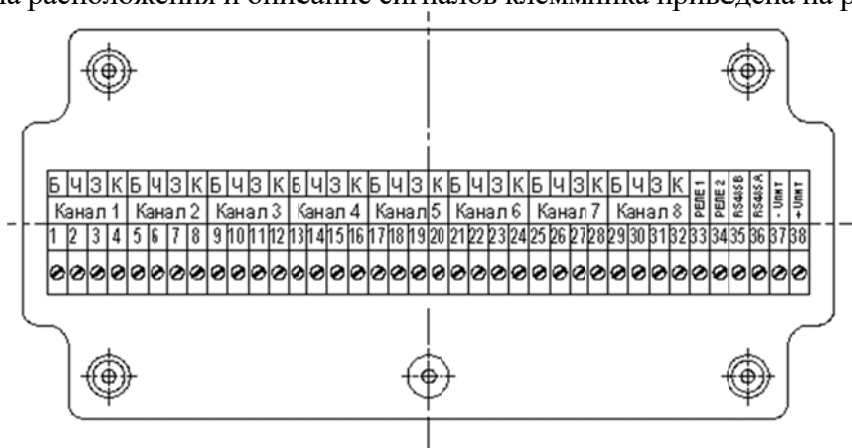 на расположения и описание сигналов клеммника приведена на р
Б Ч З К Б Ч З К Б Ч З К Б Ч З К Б Ч З К Б Ч З К Б Ч З К Б Ч З К РЕЛЕ 1 РЕЛЕ 2 RS485B RS485A - Uпит + Uпит
Канал 1 Канал 2 Канал 3 Канал 4 Канал 5 Канал 6 Канал 7 Канал 8
1 2 3 4 5 6 7 8 9 10 11 12 13 14 15 16 17 18 19 20 21 22 23 24 25 26 27 28 29 30 31 32 33 34 35 36 37 38